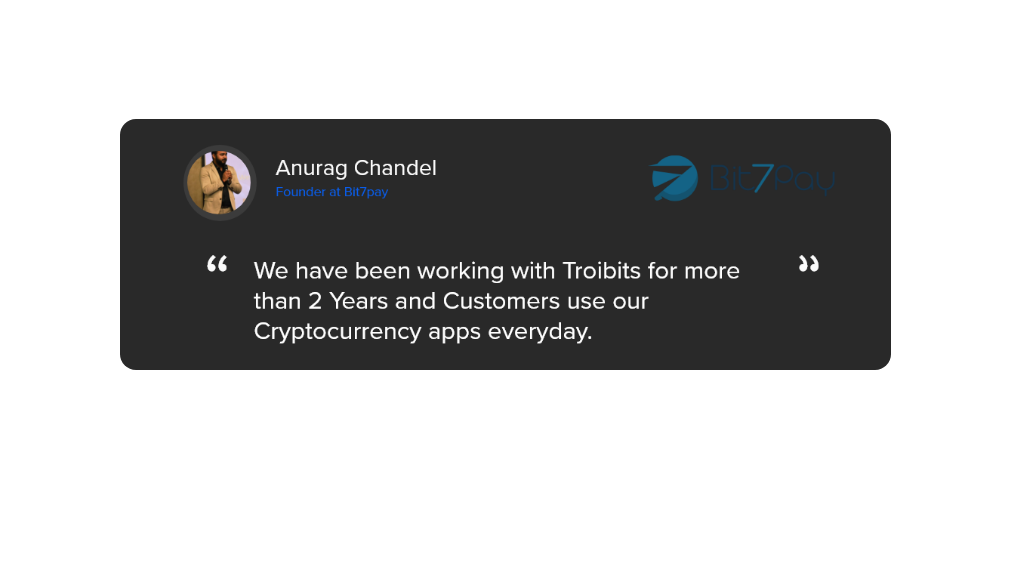 Anurag Chandel
Founder at Bit7pay
Bit7Pay
“ We have been working with Troibits for more ”
than 2 Years and Customers use our
Cryptocurrency apps everyday.